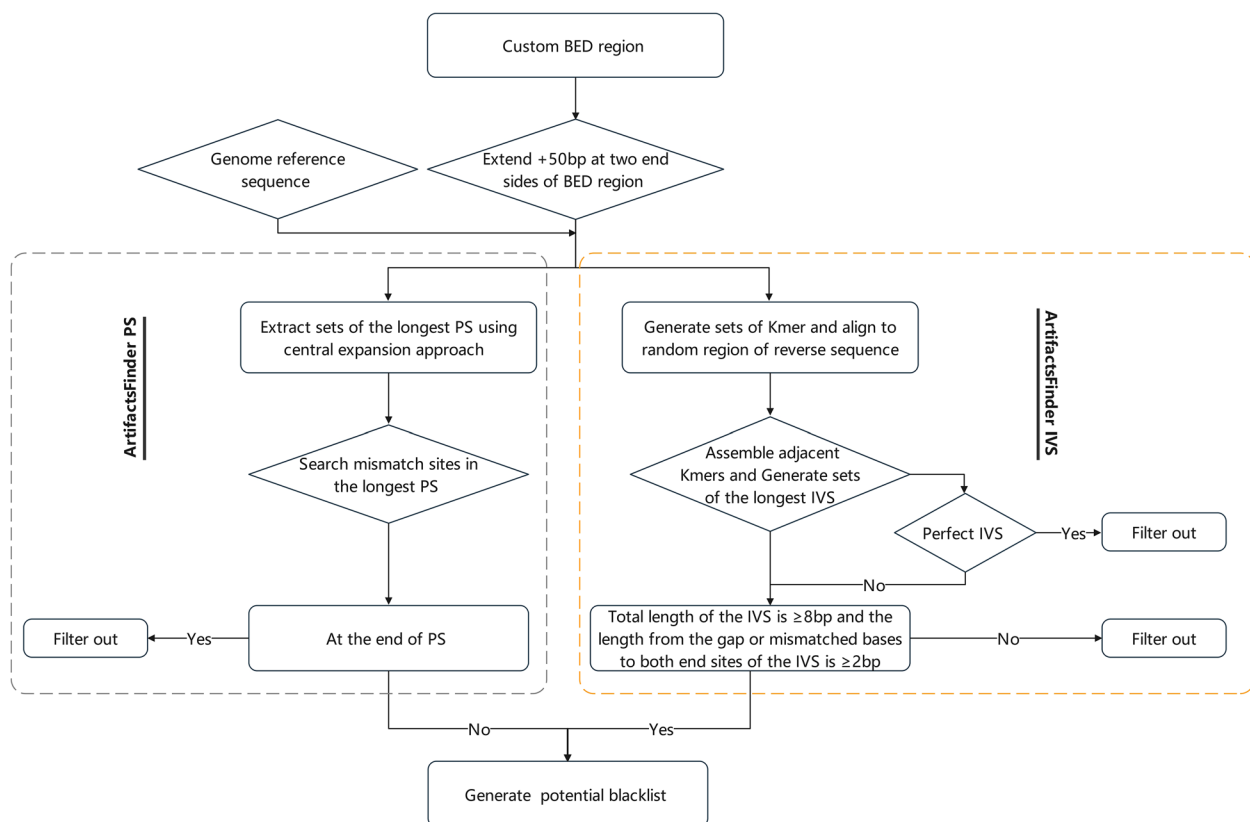 Custom BED region
Genome reference
sequence
Extend +50bp at two end
sides of BED region
ArtifactsFinder PS
Extract sets of the longest PS using
central expansion approach
Search mismatch sites in
the longest PS
At the end of PS
Yes
Filter out
Generate sets of Kmer and align to
random region of reverse sequence
ArtifactsFinder IVS
Assemble adjacent
Kmers and Generate sets
of the longest IVS
Perfect IVS
Yes
Filter out
No
Total length of the IVS is ≥8bp and the
length from the gap or mismatched bases
to both end sites of the IVS is ≥2bp
No
Filter out
No
Yes
Generate potential blacklist